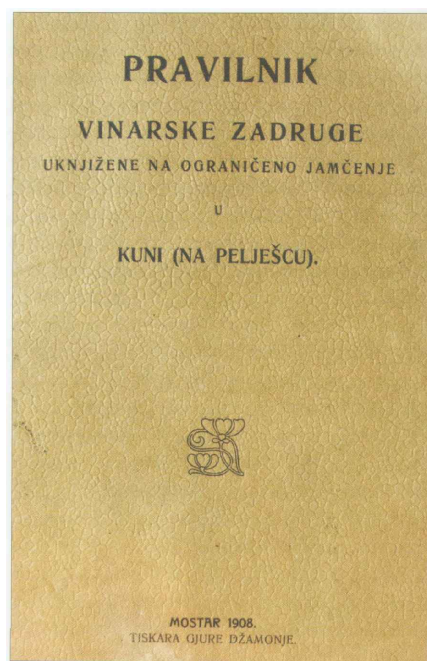 PRAVILNIK
VINARSKE ZADRUGE
UKNJIŽENE NA OGRANIČENO JAMČENJE
U
KUNI (NA PELJEŠCU).
MOSTAR 1908.
TISKARA GJURE DŽAMONJE.